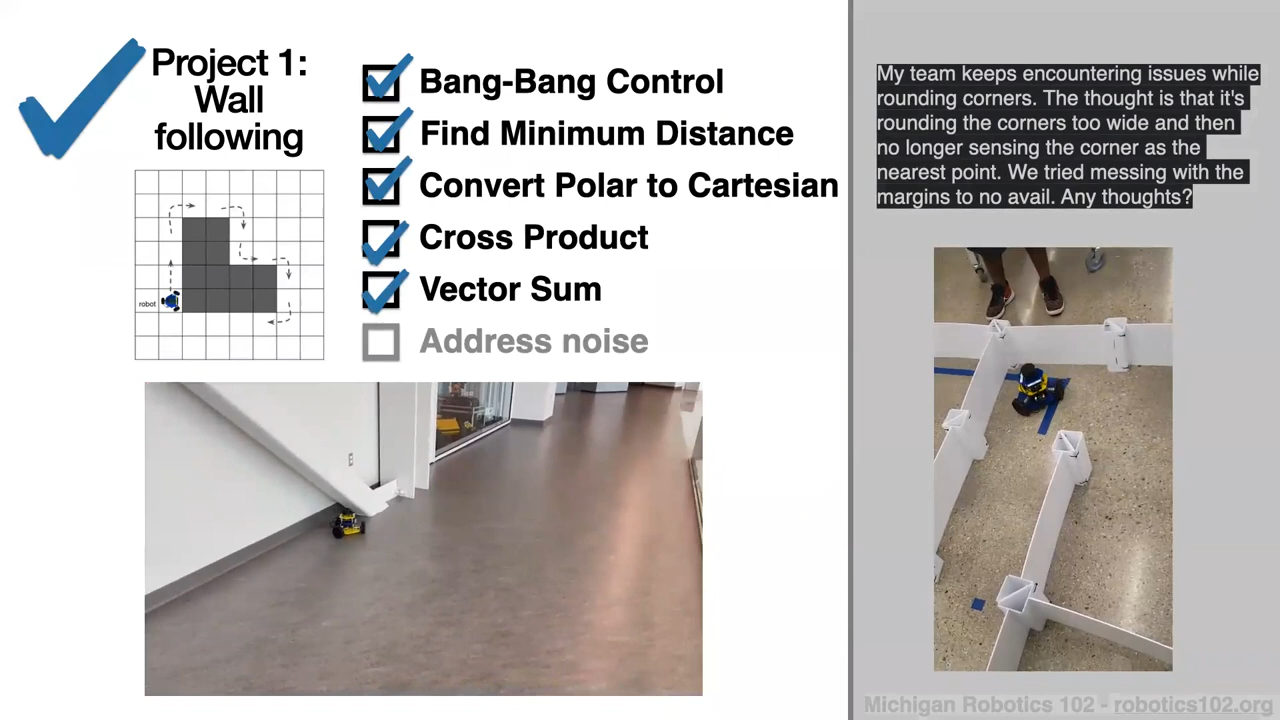 Project 1:
Wall
following
robot
Bang-Bang Control
Find Minimum Distance
Convert Polar to Cartesian
Cross Product
Vector Sum
Address noise
My team keeps encountering issues while
rounding corners. The thought is that it's
rounding the corners too wide and then
no longer sensing the corner as the
nearest point. We tried messing with the
margins to no avail. Any thoughts?
Michigan Robotics 102 - robotics102.org